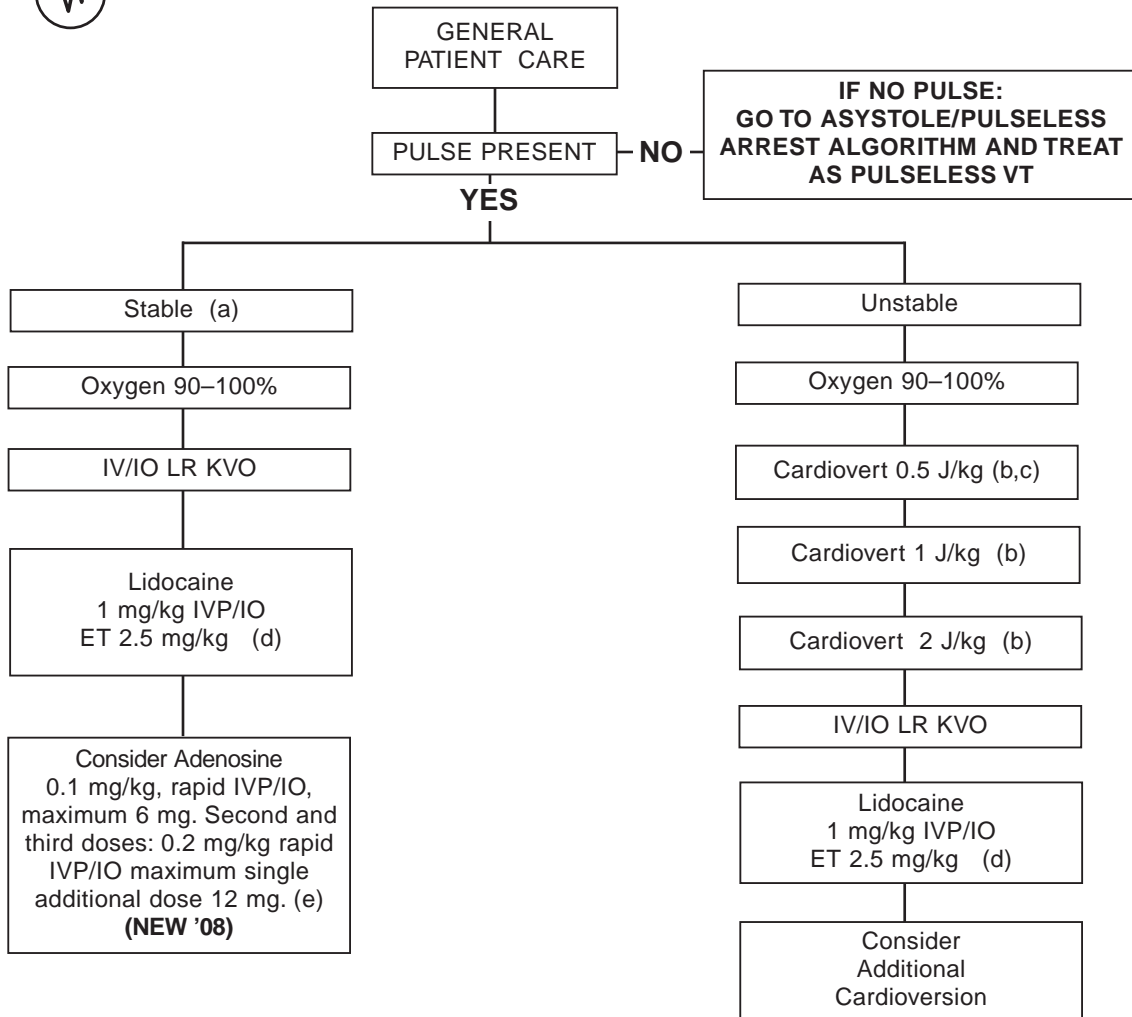 GENERAL
PATIENT CARE
PULSE PRESENT
NO
IF NO PULSE:
GO TO ASYSTOLE/PULSELESS
ARREST ALGORITHM AND TREAT
AS PULSELESS VT
YES
Stable (a)
Oxygen 90–100%
IV/IO LR KVO
Lidocaine
1 mg/kg IVP/IO
ET 2.5 mg/kg (d)
Consider Adenosine
0.1 mg/kg, rapid IVP/IO,
maximum 6 mg. Second and
third doses: 0.2 mg/kg rapid
IVP/IO maximum single
additional dose 12 mg. (e)
(NEW '08)
Unstable
Oxygen 90–100%
Cardiovert 0.5 J/kg (b,c)
Cardiovert 1 J/kg (b)
Cardiovert 2 J/kg (b)
IV/IO LR KVO
Lidocaine
1 mg/kg IVP/IO
ET 2.5 mg/kg (d)
Consider
Additional
Cardioversion